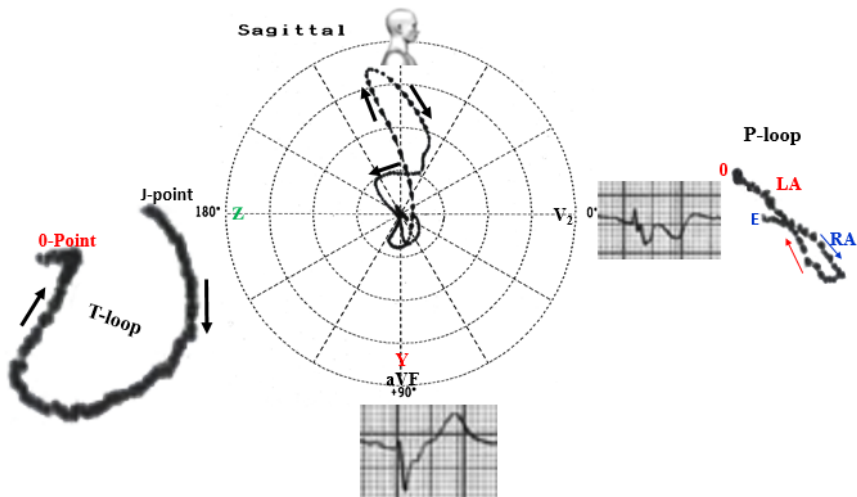 Sagittal
P-loop
0
LA
J-point
180°
Z
V₂
0°
E
RA
0-Point
T-loop
Y
aVF
+90°